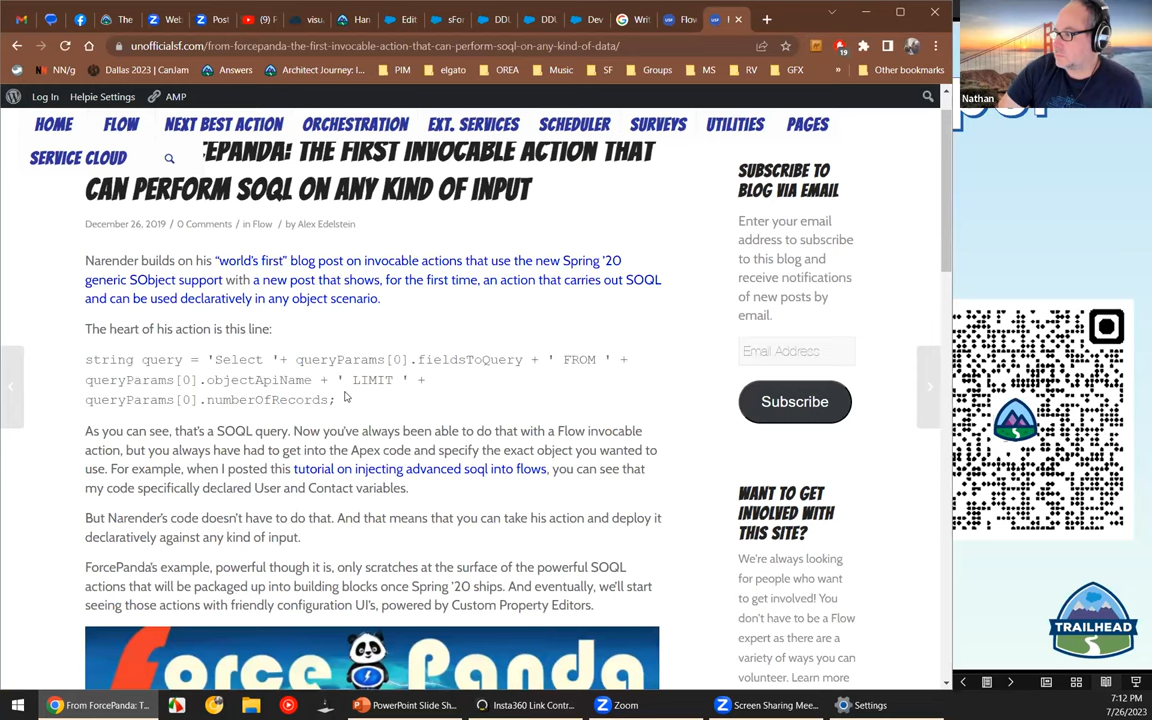 The
Wel
Post
(9) F
visu
Har
Edit
sFor
DDl
DDl
Dev
Writ
Flow
F
unofficialsf.com/from-forcepanda-the-first-invocable-action-that-can-perform-soql-on-any-kind-of-data/
19
NN/g
Dallas 2023 | CanJam
Answers
Architect Journey: I...
PIM
elgato
OREA
Music
SF
Groups
MS
RV
GFX
»
Other bookmarks
Log In
Helpie Settings
AMP
Nathan
HOME
FLOW
NEXT BEST ACTION
ORCHESTRATION
EXT. SERVICES
SCHEDULER
SURVEYS
UTILITIES
PAGES
SERVICE CLOUD
EPANDA: THE FIRST INVOCABLE ACTION THAT
CAN PERFORM SOQL ON ANY KIND OF INPUT
December 26, 2019 / 0 Comments / in Flow / by Alex Edelstein
Narender builds on his “world’s first” blog post on invocable actions that use the new Spring ’20
generic SObject support with a new post that shows, for the first time, an action that carries out SOQL
and can be used declaratively in any object scenario.
The heart of his action is this line:
string query = 'Select '+ queryParams[0].fieldsToQuery + ' FROM ' +
queryParams[0].objectApiName + ' LIMIT ' +
queryParams[0].numberOfRecords;
As you can see, that’s a SOQL query. Now you’ve always been able to do that with a Flow invocable
action, but you always have had to get into the Apex code and specify the exact object you wanted to
use. For example, when I posted this tutorial on injecting advanced soql into flows, you can see that
my code specifically declared User and Contact variables.
But Narender’s code doesn’t have to do that. And that means that you can take his action and deploy it
declaratively against any kind of input.
ForcePanda’s example, powerful though it is, only scratches at the surface of the powerful SOQL
actions that will be packaged up into building blocks once Spring ’20 ships. And eventually, we’ll start
seeing those actions with friendly configuration UI’s, powered by Custom Property Editors.
Force Panda
SUBSCRIBE TO
BLOG VIA EMAIL
Enter your email
address to subscribe
to this blog and
receive notifications
of new posts by
email.
Email Address
Subscribe
WANT TO GET
INVOLVED WITH
THIS SITE?
We're always looking
for people who want
to get involved! You
don't have to be a Flow
expert as there are a
variety of ways you can
volunteer. Learn more
TRAILHEAD
From ForcePanda: T...
PowerPoint Slide Sh...
Insta360 Link Contr...
Zoom
Screen Sharing Mee...
Settings
7:12 PM
7/26/2023